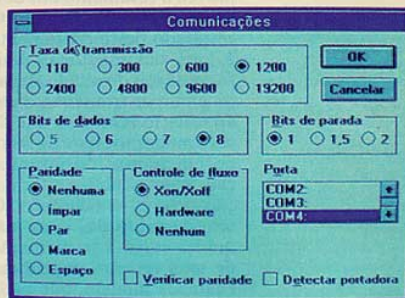 Comunicações
Taxa de transmissão
110 300 600 1200
2400 4800 9600 19200
OK
Cancelar
Bits de dados
5 6 7 8
Bits de parada
1 1,5 2
Paridade
Nenhuma
Ímpar
Par
Marca
Espaço
Controle de fluxo
Xon/Xoff
Hardware
Nenhum
Porta
COM2:
COM3:
COM4:
Verificar paridade
Detectar portadora